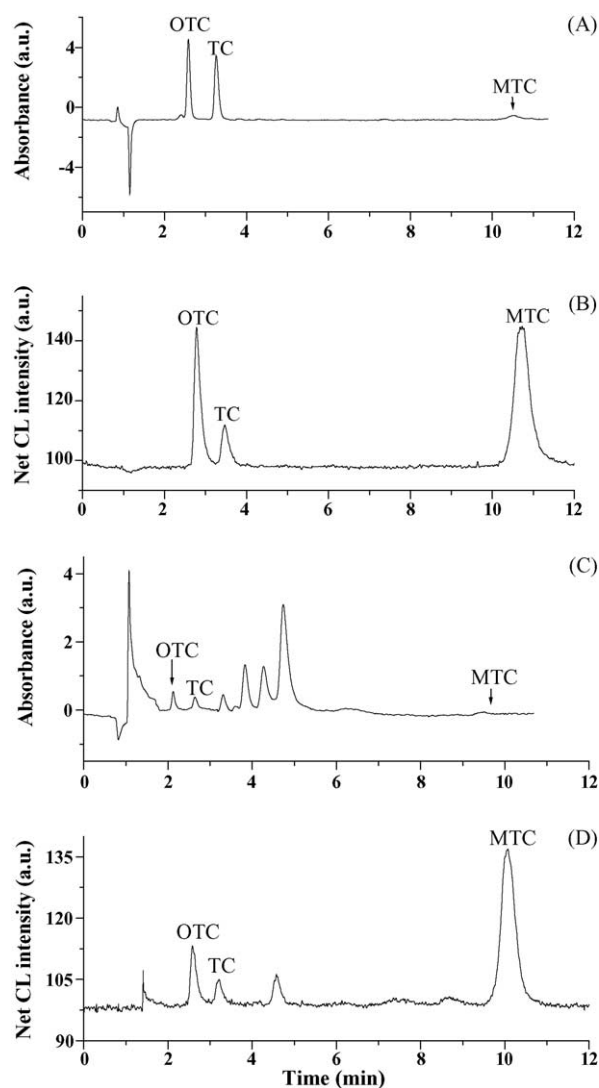 (A)
OTC
TC
MTC
Absorbance (a.u.)
4
0
-4
0 2 4 6 8 10 12
(B)
OTC
TC
MTC
Net CL intensity (a.u.)
140
120
100
0 2 4 6 8 10 12
(C)
OTC
TC
MTC
Absorbance (a.u.)
4
2
0
0 2 4 6 8 10 12
(D)
MTC
OTC
TC
Net CL intensity (a.u.)
135
120
105
90
0 2 4 6 8 10 12
Time (min)